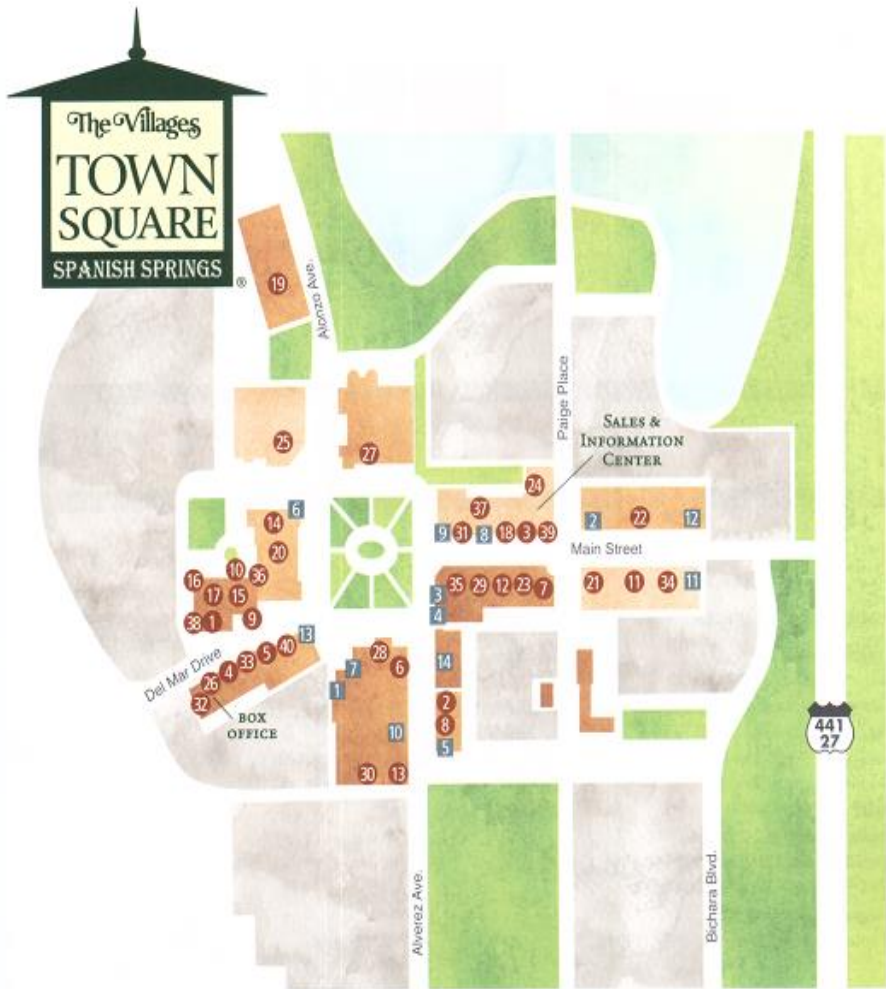 The Villages
TOWN
SQUARE
SPANISH SPRINGS
®
19
Alonzo Ave.
25
27
Paige Place
SALES &
INFORMATION
CENTER
24
37
6
14
9 31 8 18 3 39
2 22 12
20
Main Street
16 10 36
17 15
38 1 9
3 35 29 12 23 7
4
21 11 34 11
13
Del Mar Drive
26 4 33 5 40
32
BOX
OFFICE
28
7 6
1
14
2
8
10
5
30 13
441
27
Alverez Ave.
Bichara Blvd.